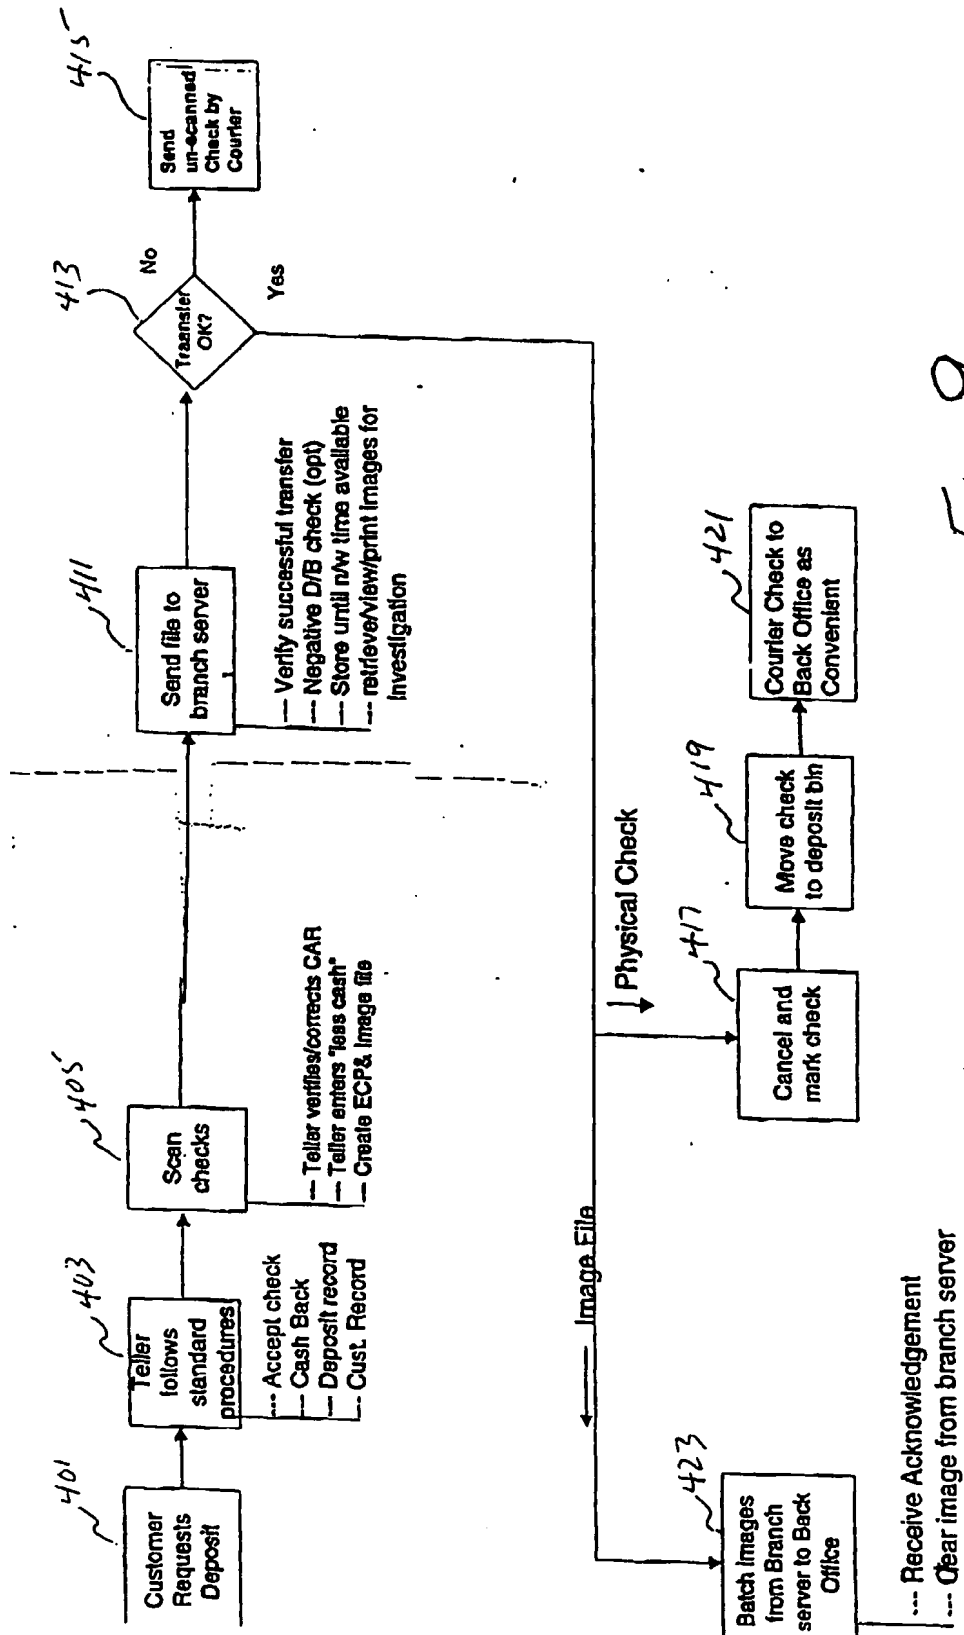 401
Customer
Requests
Deposit
403
Teller
follows
standard
procedures
--- Accept check
— Cash Back
— Deposit record
--- Cust. Record
405
Scan
checks
— Teller verifies/corrects CAR
— Teller enters "less cash"
— Create ECP& Image file
411
Send file to
branch server
— Verify successful transfer
— Negative D/B check (opt)
— Store until n/w time available
--- retrieve/view/print images for
Investigation
413
Traansfer
OK?
No
Yes
415
Send
un-scanned
Check by
Courier
Image File
Physical Check
417
Cancel and
mark check
419
Move check
to deposit bin
421
Courier Check to
Back Office as
Convenient
423
Batch Images
from Branch
server to Back
Office
--- Receive Acknowledgement
--- Clear image from branch server